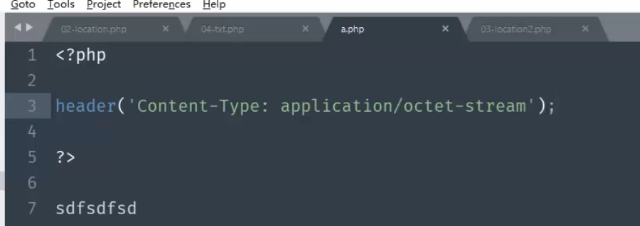 Goto Tools Project Preferences Help
02-location.php × 04-txt.php × a.php × 03-location2.php ×
1 <?php
2
3 header('Content-Type: application/octet-stream');
4
5 ?>
6
7 sdfsdfsd